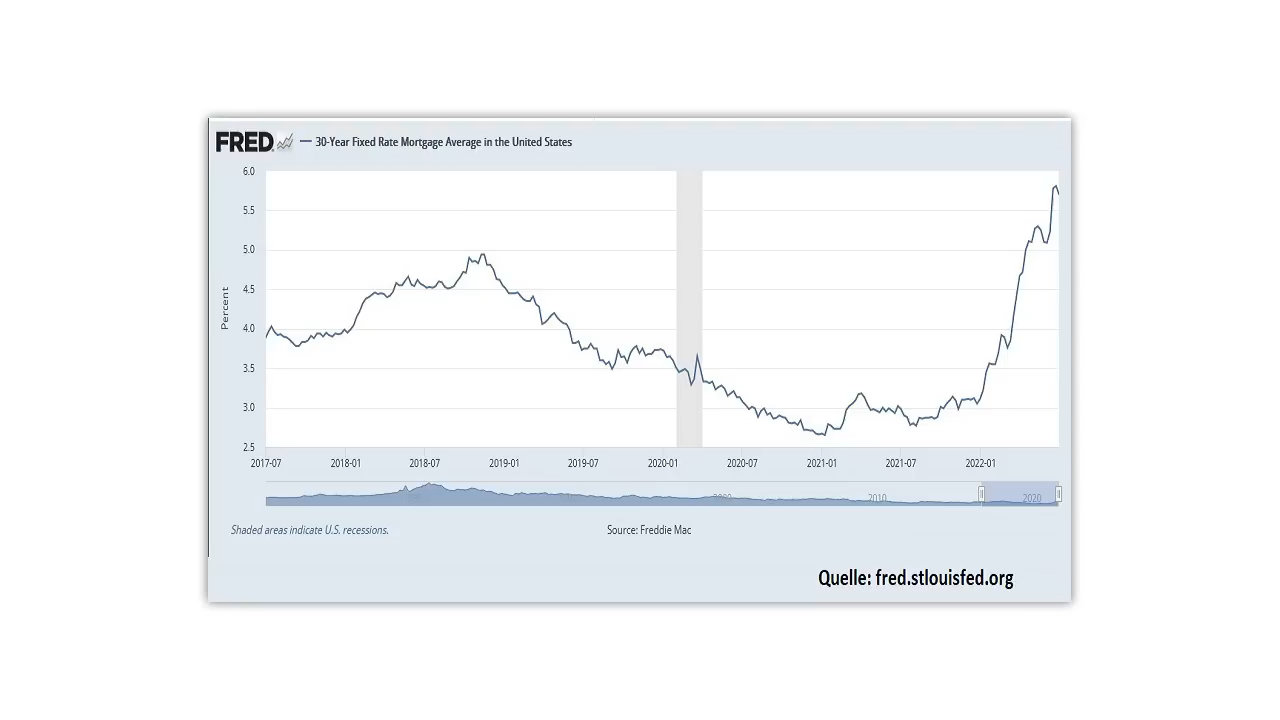 FRED 30-Year Fixed Rate Mortgage Average in the United States
6.0
5.5
5.0
4.5
4.0
3.5
3.0
2.5
Percent
2017-07 2018-01 2018-07 2019-01 2019-07 2020-01 2020-07 2021-01 2021-07 2022-01
2000 2010 2020
Shaded areas indicate U.S. recessions. Source: Freddie Mac
Quelle: fred.stlouisfed.org